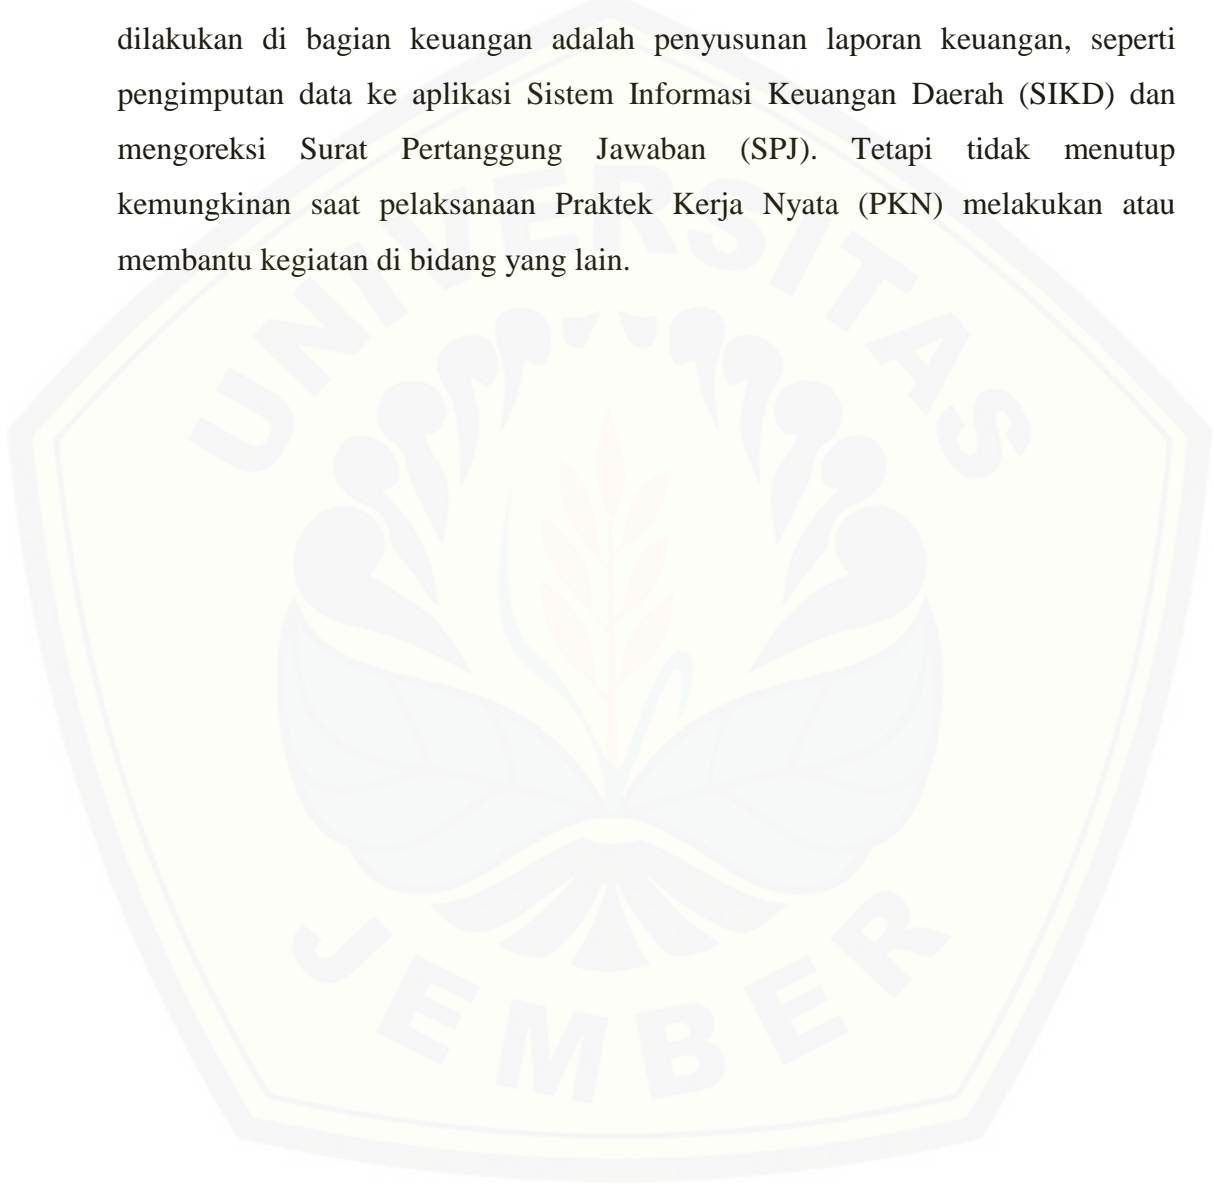 dilakukan di bagian keuangan adalah penyusunan laporan keuangan, seperti
pengimputan data ke aplikasi Sistem Informasi Keuangan Daerah (SIKD) dan
mengoreksi Surat Pertanggung Jawaban (SPJ). Tetapi tidak menutup
kemungkinan saat pelaksanaan Praktek Kerja Nyata (PKN) melakukan atau
membantu kegiatan di bidang yang lain.
UNIVERSITAS
JEMBER